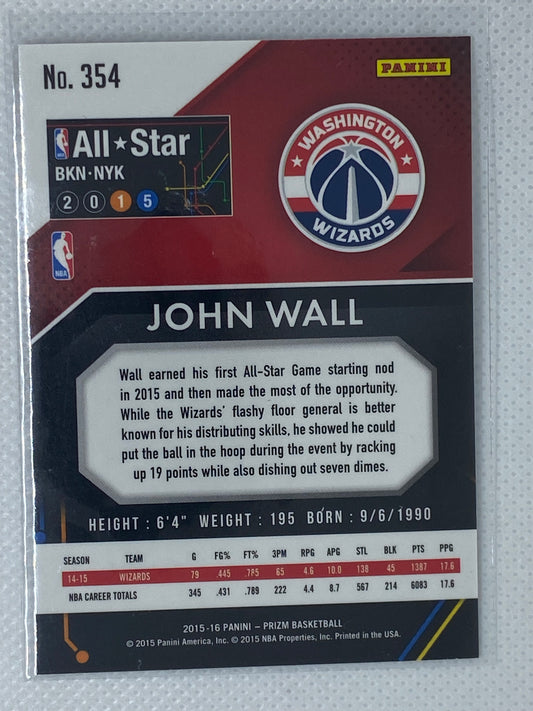 No. 354
PANINI
NBA All★Star
BKN·NYK
2 0 1 5
WASHINGTON
WIZARDS
NBA
JOHN WALL
Wall earned his first All-Star Game starting nod
in 2015 and then made the most of the opportunity.
While the Wizards' flashy floor general is better
known for his distributing skills, he showed he could
put the ball in the hoop during the event by racking
up 19 points while also dishing out seven dimes.
HEIGHT : 6'4" WEIGHT : 195 BORN : 9/6/1990
SEASON TEAM G FG% FT% 3PM RPG APG STL BLK PTS PPG
14-15 WIZARDS 79 .445 .785 65 4.6 10.0 138 45 1387 17.6
NBA CAREER TOTALS 345 .431 .789 222 4.4 8.7 567 214 6083 17.6
2015-16 PANINI – PRIZM BASKETBALL
© 2015 Panini America, Inc. © 2015 NBA Properties, Inc. Printed in the USA.